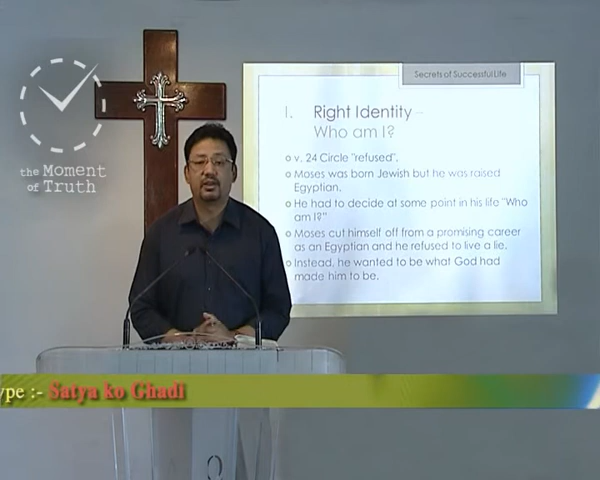 the Moment
of Truth
Secrets of Successful Life
I. Right Identity –
Who am I?
v. 24 Circle "refused".
Moses was born Jewish but he was raised
Egyptian.
He had to decide at some point in his life "Who
am I?"
Moses cut himself off from a promising career
as an Egyptian and he refused to live a lie.
Instead, he wanted to be what God had
made him to be.
ype :- Satya ko Ghadi